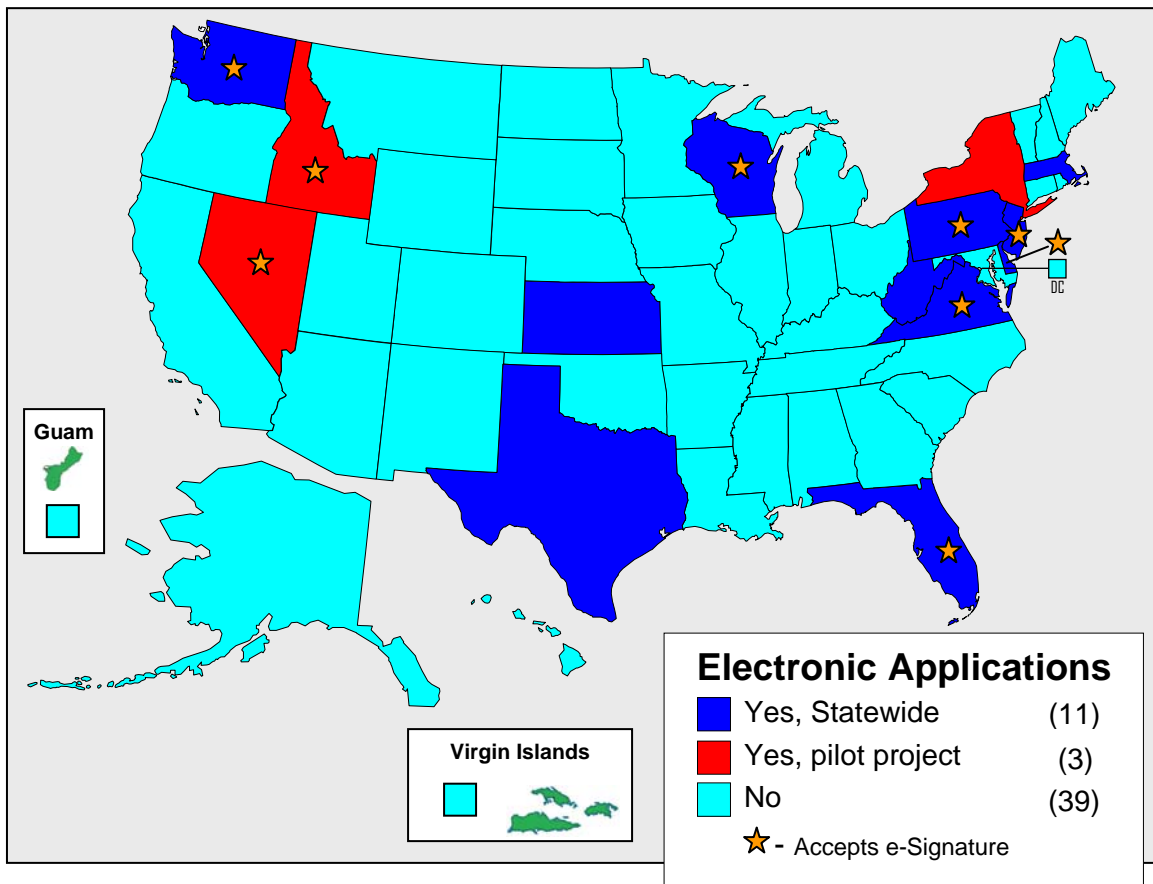 DC
Guam
Virgin Islands
Electronic Applications
Yes, Statewide (11)
Yes, pilot project (3)
No (39)
- Accepts e-Signature